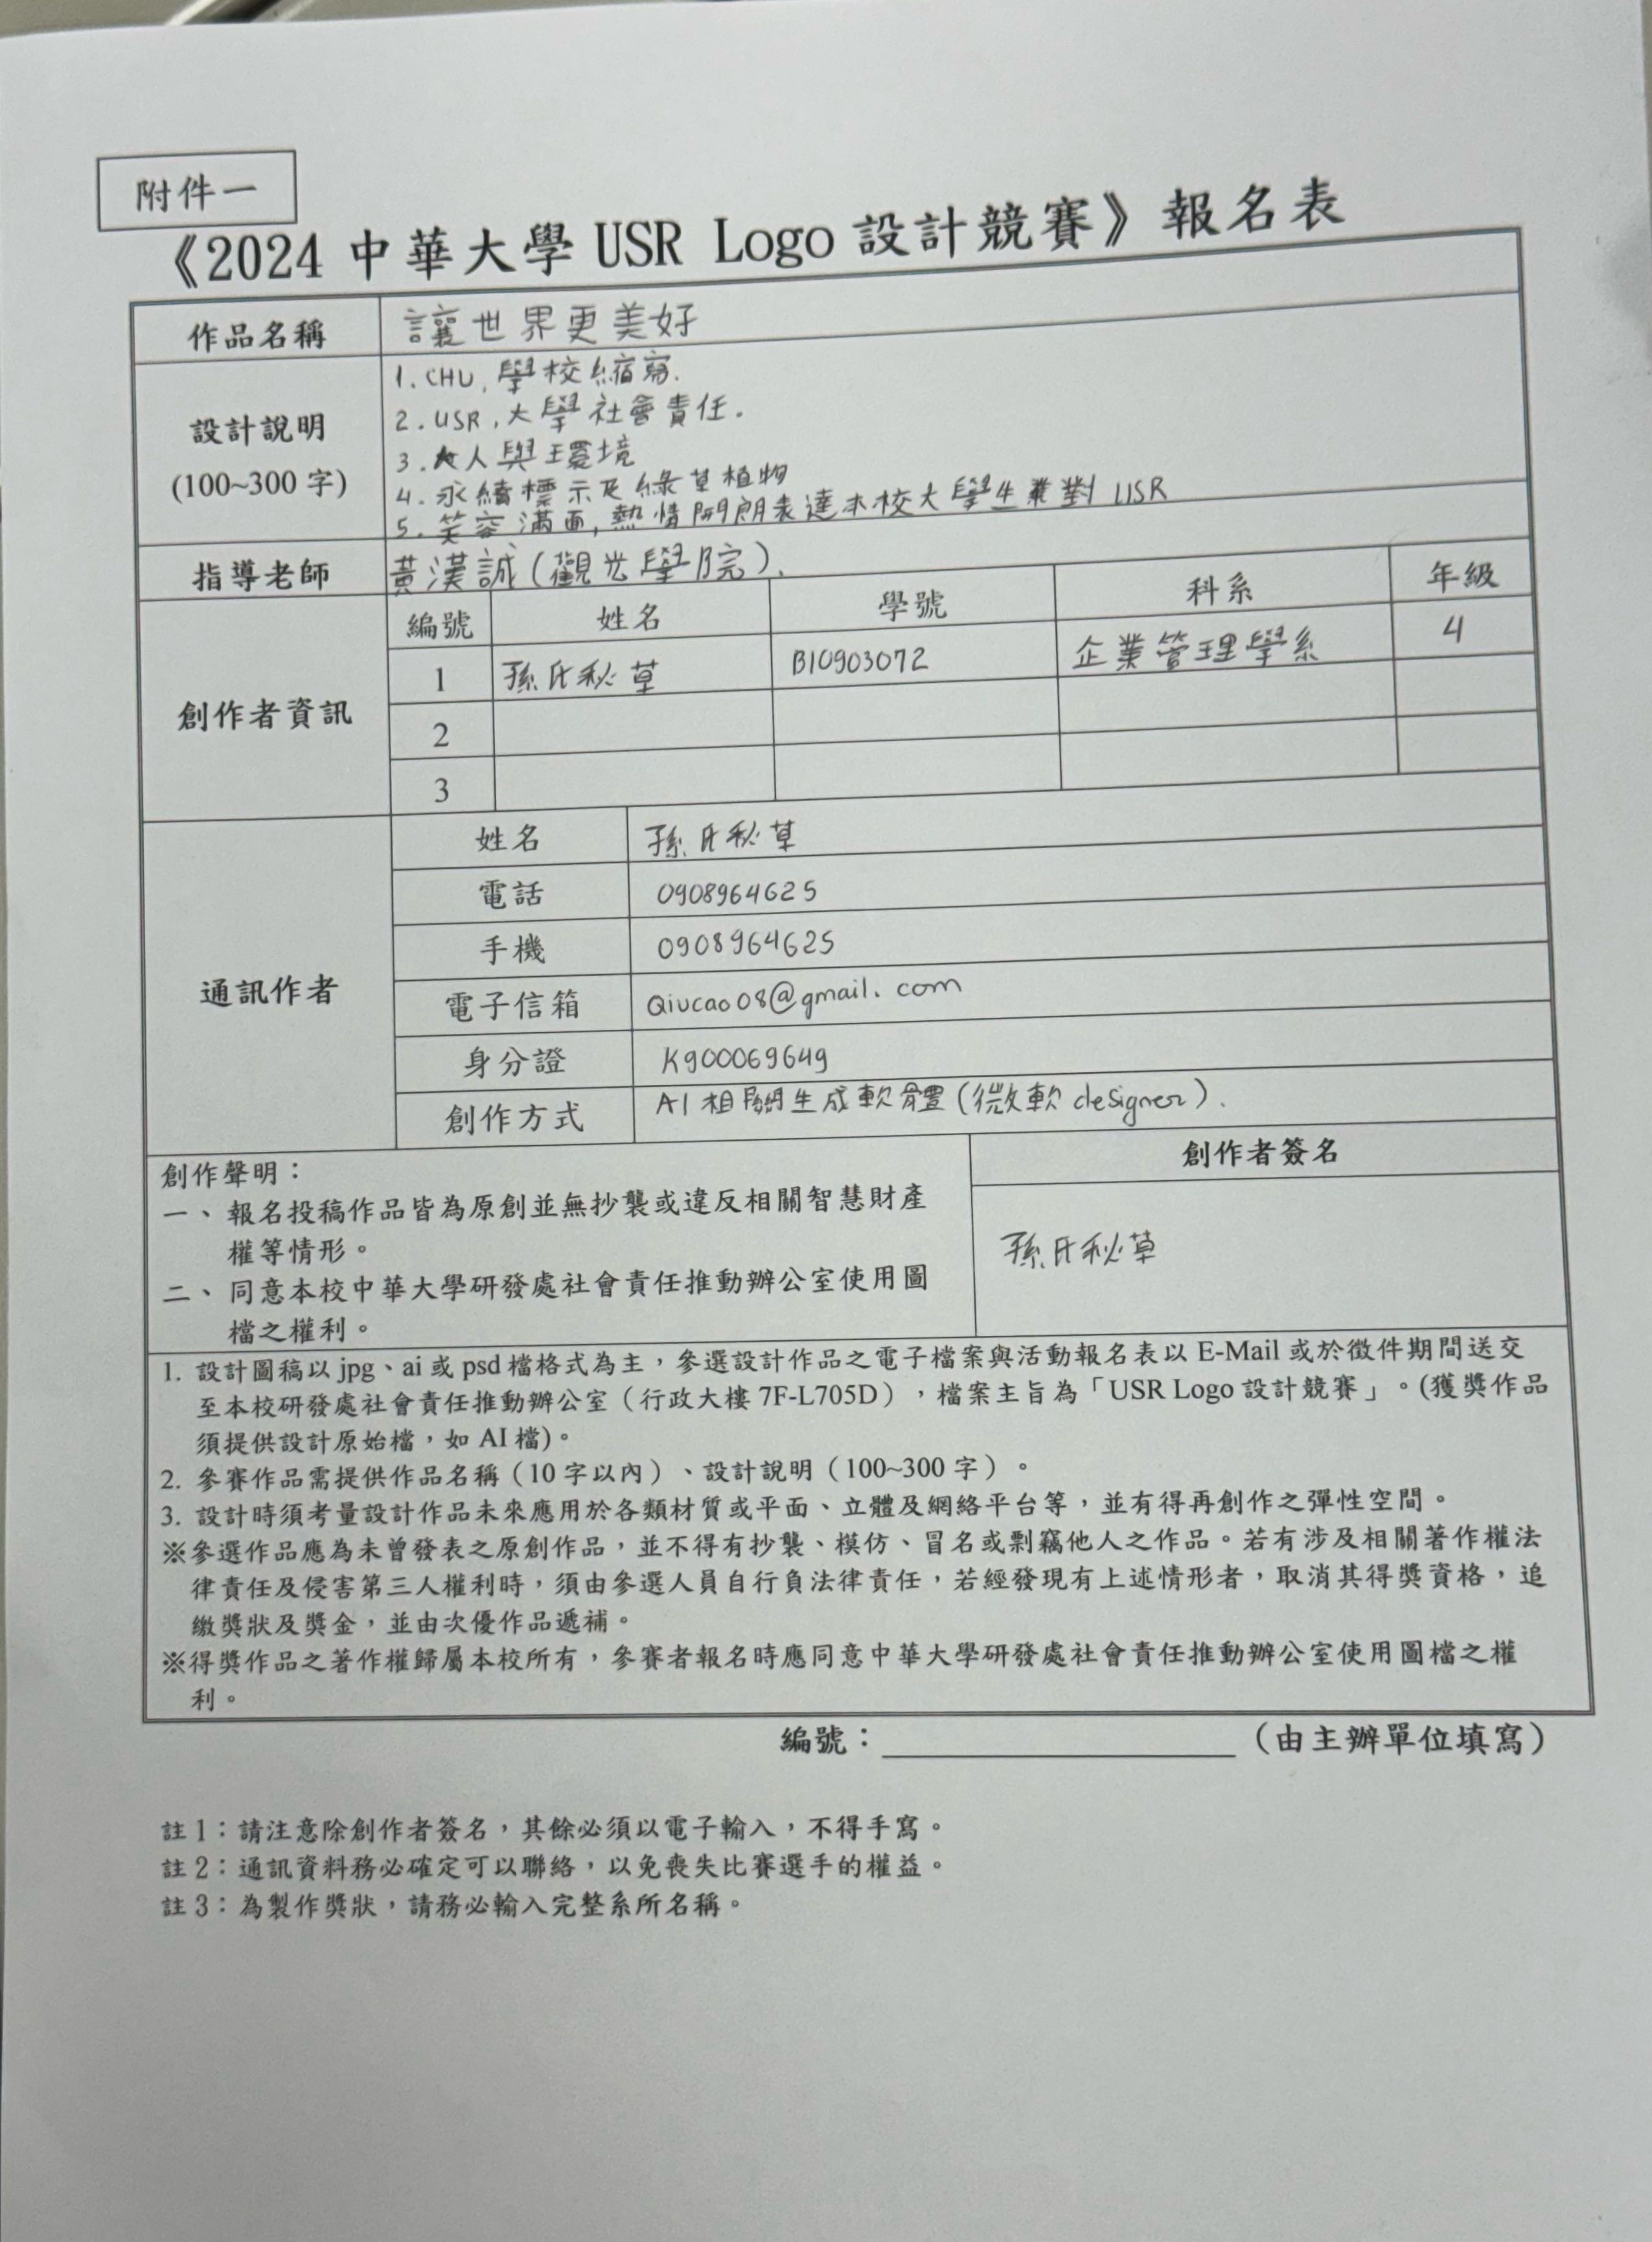 附件一
《2024 中華大學 USR Logo 設計競賽》報名表
作品名稱 讓世界更美好
設計說明
(100~300 字)
1. CHU, 學校縮寫.
2. USR, 大學社會責任.
3. 人與環境
4. 永續標示及綠草植物
5. 笑容滿面, 熱情開朗表達本校大學生業對 USR
指導老師 黃漢誠(觀光學院).
創作者資訊
編號 姓名 學號 科系 年級
1 孫氏秋草 B10903072 企業管理學系 4
2
3
通訊作者
姓名 孫氏秋草
電話 0908964625
手機 0908964625
電子信箱 Qiucao08@gmail.com
身分證 K900069649
創作方式 AI相關生成軟體(微軟 designer).
創作聲明：
一、報名投稿作品皆為原創並無抄襲或違反相關智慧財產
權等情形。
二、同意本校中華大學研發處社會責任推動辦公室使用圖
檔之權利。
創作者簽名
孫氏秋草
1. 設計圖稿以 jpg、ai 或 psd 檔格式為主，參選設計作品之電子檔案與活動報名表以 E-Mail 或於徵件期間送交
至本校研發處社會責任推動辦公室（行政大樓 7F-L705D），檔案主旨為「USR Logo 設計競賽」。(獲獎作品
須提供設計原始檔，如 AI 檔)。
2. 參賽作品需提供作品名稱（10 字以內）、設計說明（100~300 字）。
3. 設計時須考量設計作品未來應用於各類材質或平面、立體及網絡平台等，並有得再創作之彈性空間。
※參選作品應為未曾發表之原創作品，並不得有抄襲、模仿、冒名或剽竊他人之作品。若有涉及相關著作權法
律責任及侵害第三人權利時，須由參選人員自行負法律責任，若經發現有上述情形者，取消其得獎資格，追
繳獎狀及獎金，並由次優作品遞補。
※得獎作品之著作權歸屬本校所有，參賽者報名時應同意中華大學研發處社會責任推動辦公室使用圖檔之權
利。
編號：（由主辦單位填寫）
註 1：請注意除創作者簽名，其餘必須以電子輸入，不得手寫。
註 2：通訊資料務必確定可以聯絡，以免喪失比賽選手的權益。
註 3：為製作獎狀，請務必輸入完整系所名稱。